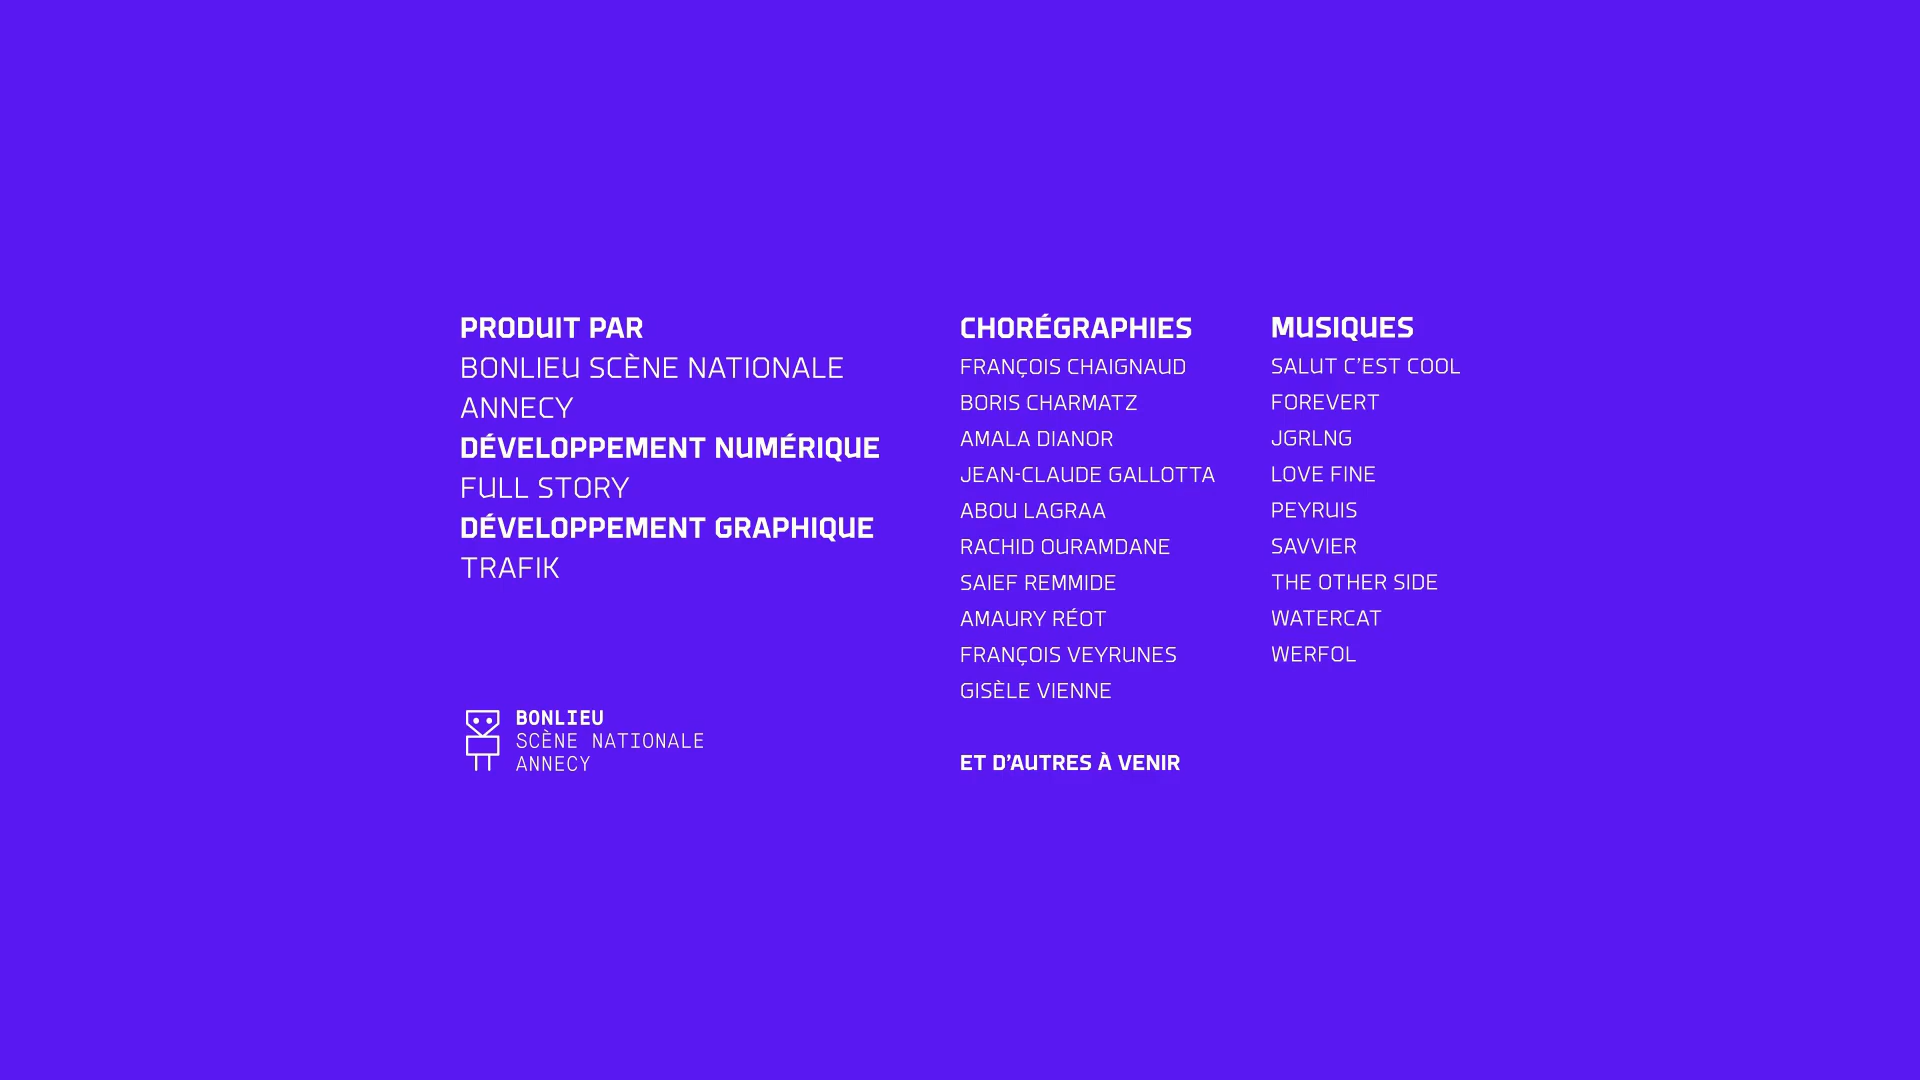 PRODUIT PAR
BONLIEU SCÈNE NATIONALE
ANNECY
DÉVELOPPEMENT NUMÉRIQUE
FULL STORY
DÉVELOPPEMENT GRAPHIQUE
TRAFIK
BONLIEU
SCÈNE NATIONALE
ANNECY
CHORÉGRAPHIES
FRANÇOIS CHAIGNAUD
BORIS CHARMATZ
AMALA DIANOR
JEAN-CLAUDE GALLOTTA
ABOU LAGRAA
RACHID OURAMDANE
SAIEF REMMIDE
AMAURY RÉOT
FRANÇOIS VEYRUNES
GISÈLE VIENNE
ET D’AUTRES À VENIR
MUSIQUES
SALUT C’EST COOL
FOREVERT
JGRLNG
LOVE FINE
PEYRUIS
SAVVIER
THE OTHER SIDE
WATERCAT
WERFOL